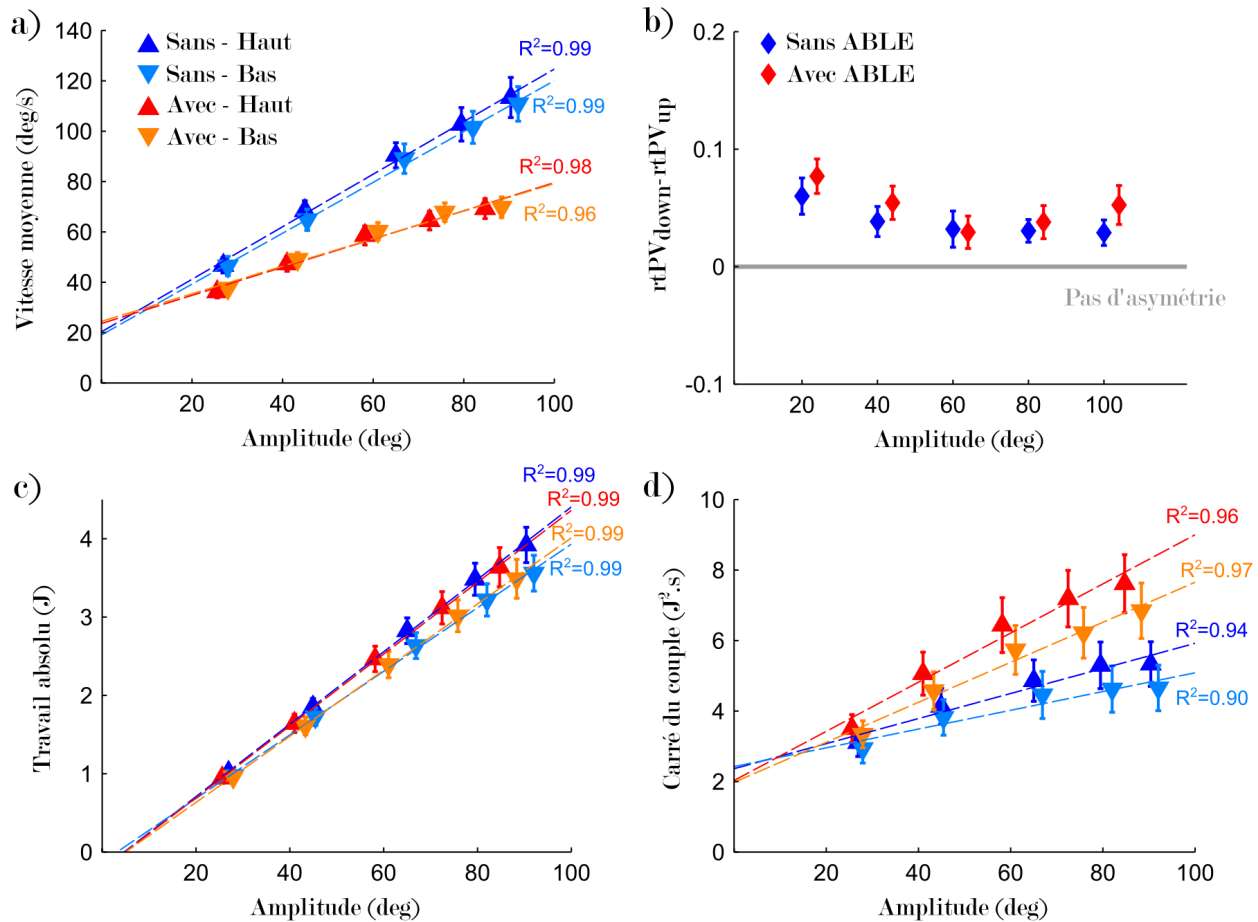 a)
Sans - Haut
Sans - Bas
Avec - Haut
Avec - Bas
R²=0.99
R²=0.99
R²=0.98
R²=0.96
Vitesse moyenne (deg/s)
140
120
100
80
60
40
20
0
20
40
60
80
100
Amplitude (deg)
b)
Sans ABLE
Avec ABLE
rtPVdown-rtPVup
0.2
0.1
0
-0.1
Pas d'asymétrie
20
40
60
80
100
Amplitude (deg)
c)
R²=0.99
R²=0.99
R²=0.99
R²=0.99
Travail absolu (J)
4
3
2
1
0
20
40
60
80
100
Amplitude (deg)
d)
R²=0.96
R²=0.97
R²=0.94
R²=0.90
Carré du couple (J².s)
10
8
6
4
2
0
20
40
60
80
100
Amplitude (deg)